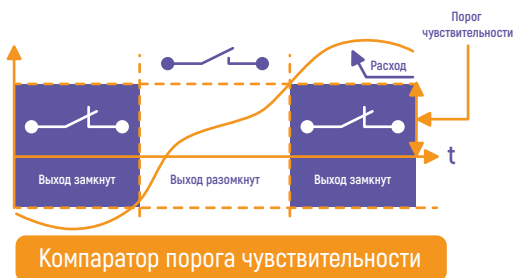 Порог
чувствительности
Расход
t
Выход замкнут
Выход разомкнут
Выход замкнут
Компаратор порога чувствительности